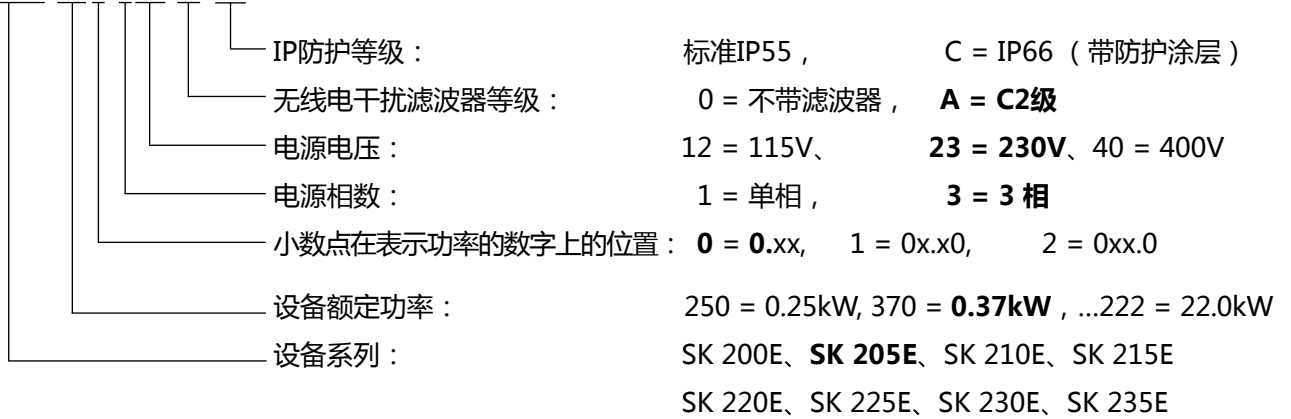 IP防护等级： 标准IP55， C = IP66 （带防护涂层）
无线电干扰滤波器等级： 0 = 不带滤波器， A = C2级
电源电压： 12 = 115V、 23 = 230V、40 = 400V
电源相数： 1 = 单相， 3 = 3 相
小数点在表示功率的数字上的位置： 0 = 0.xx, 1 = 0x.x0, 2 = 0xx.0
设备额定功率： 250 = 0.25kW, 370 = 0.37kW，...222 = 22.0kW
设备系列： SK 200E、SK 205E、SK 210E、SK 215E
SK 220E、SK 225E、SK 230E、SK 235E